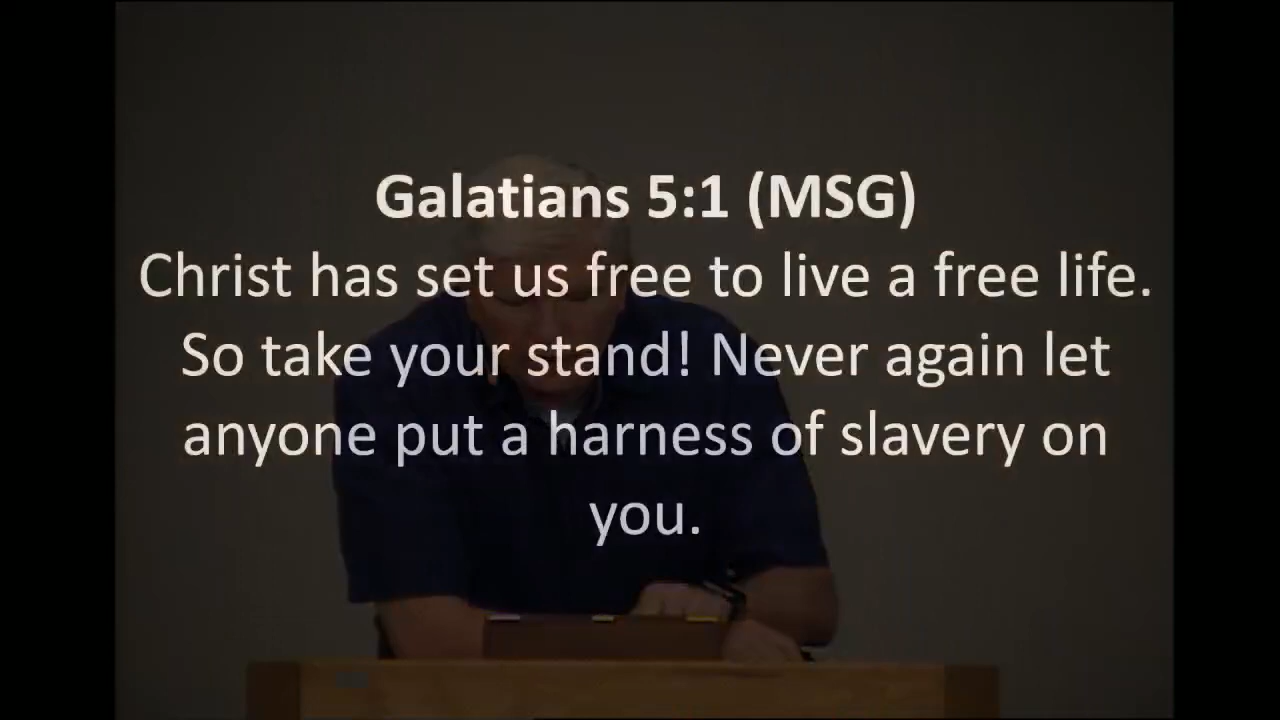 Galatians 5:1 (MSG)
Christ has set us free to live a free life.
So take your stand! Never again let
anyone put a harness of slavery on
you.